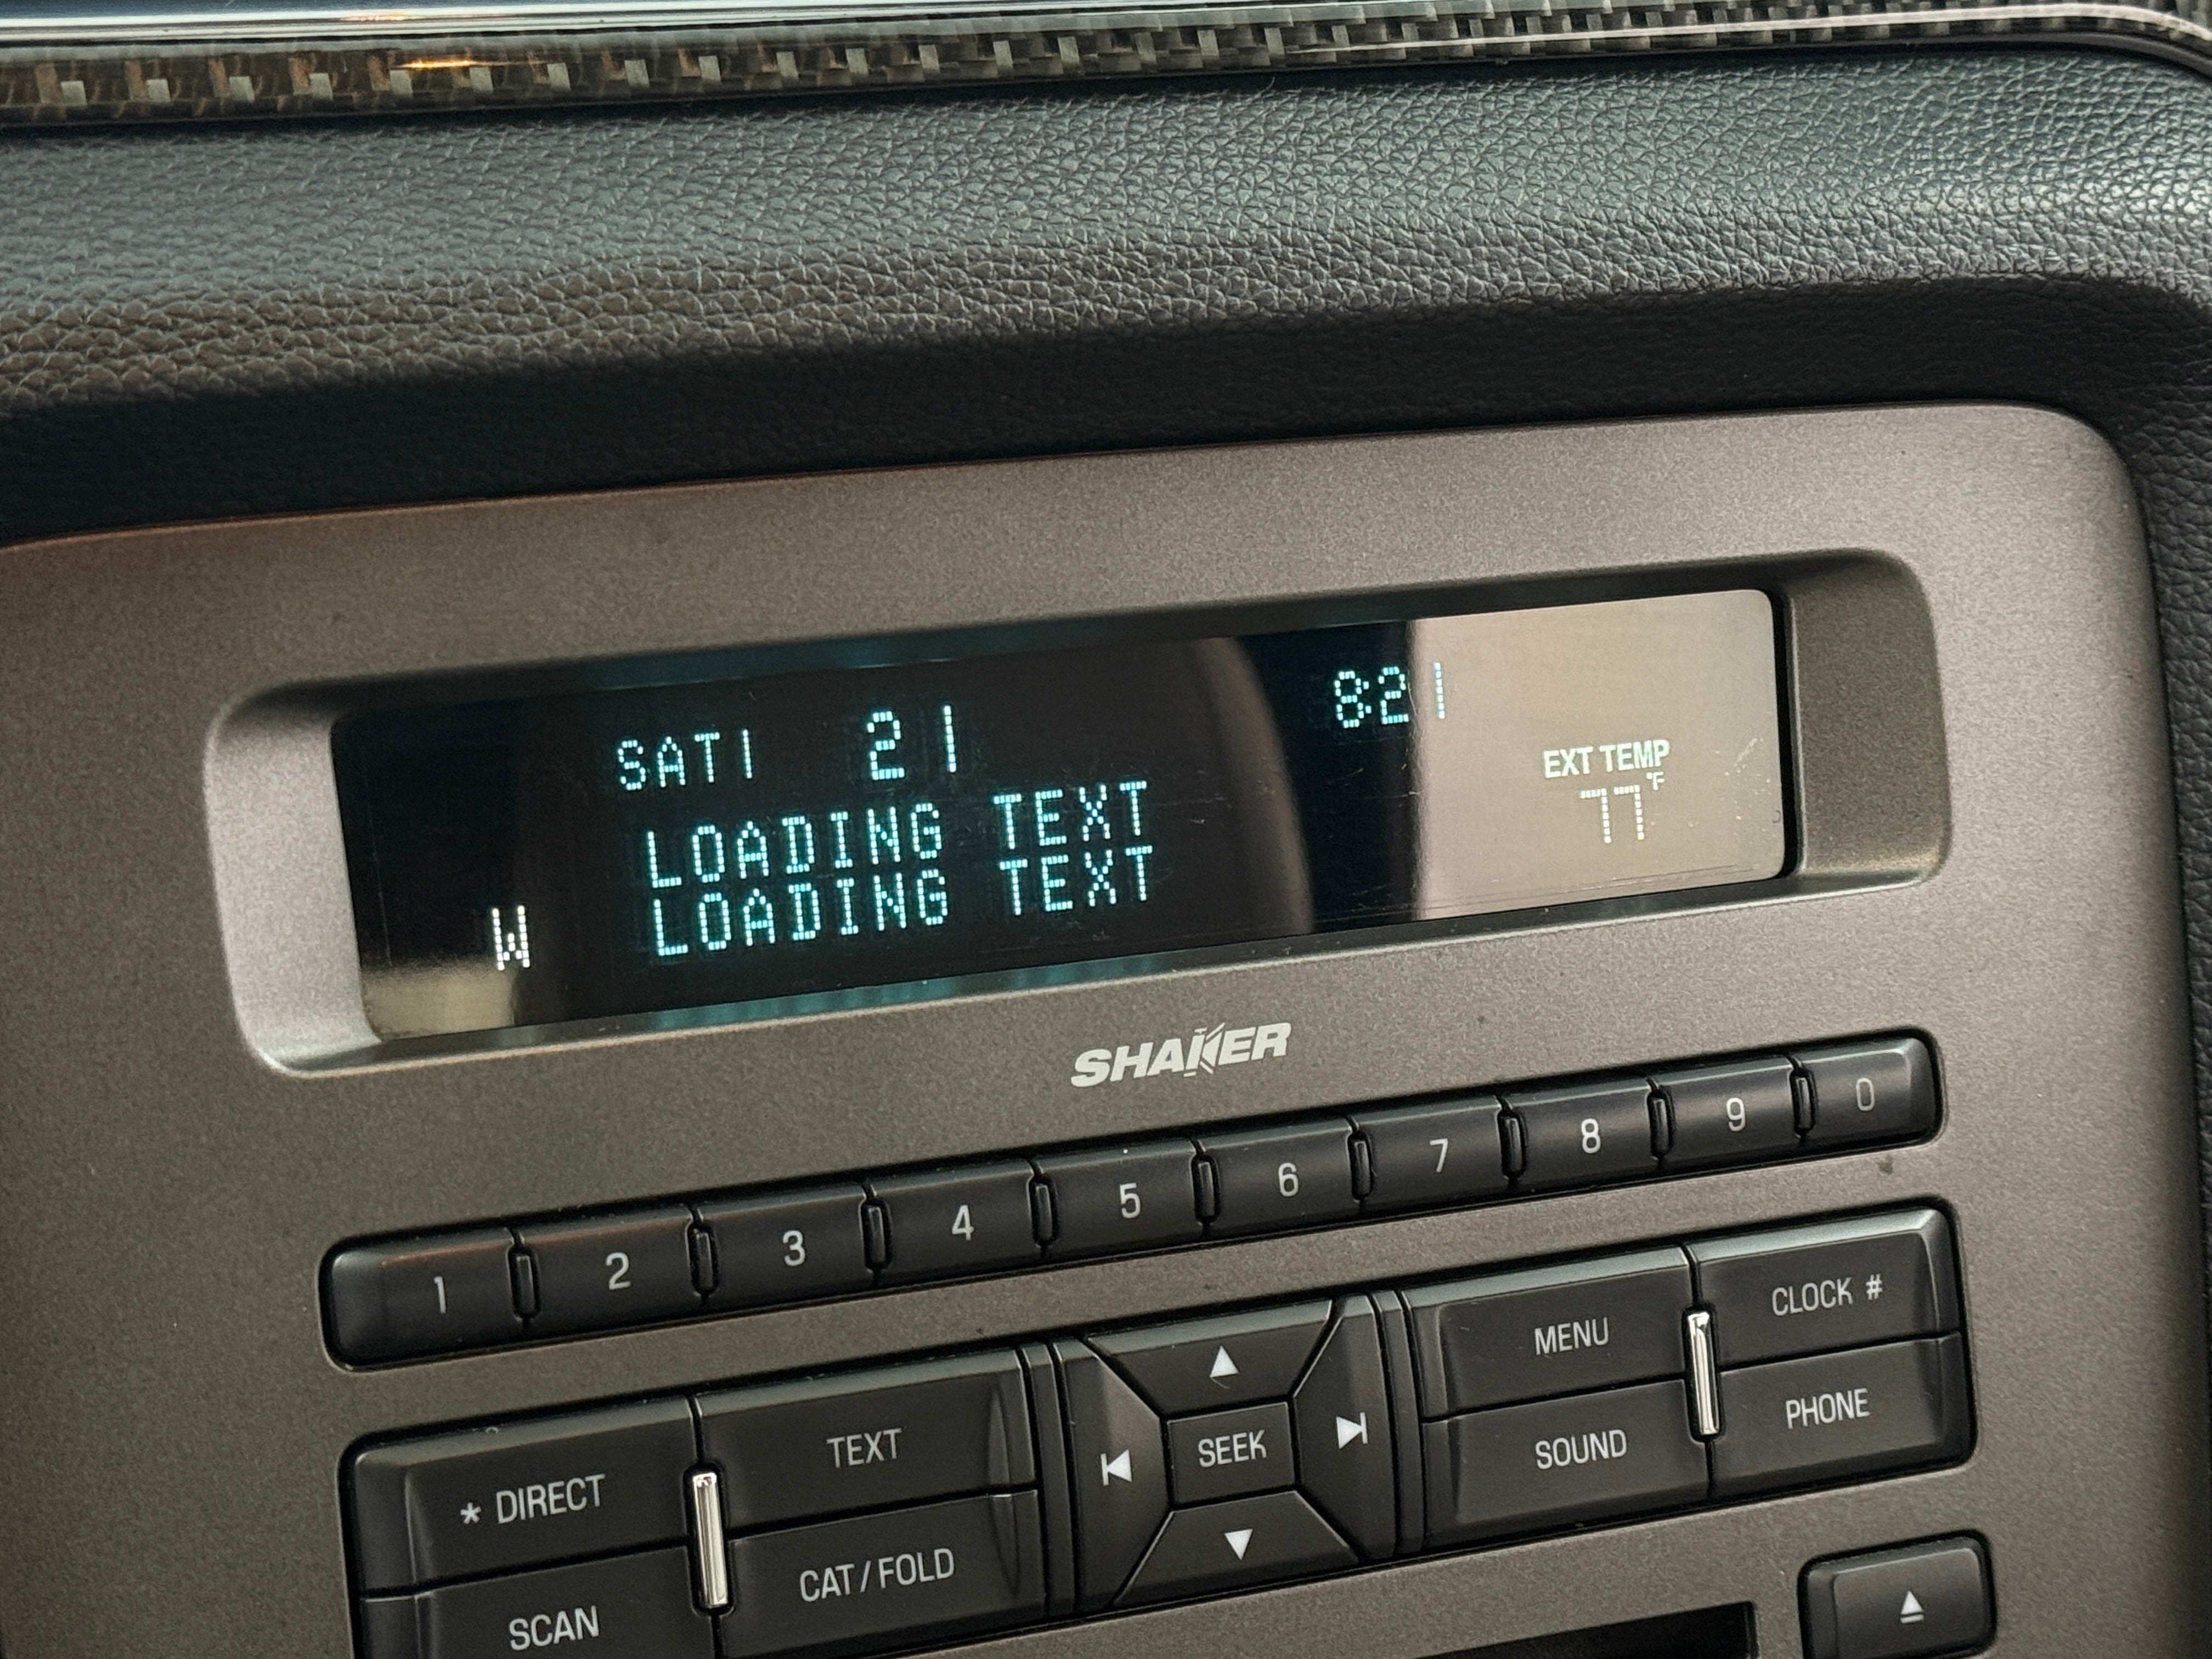 SAT1 21 8:21
EXT TEMP
°F
77
LOADING TEXT
LOADING TEXT
W
SHAKER
1 2 3 4 5 6 7 8 9 0
* DIRECT TEXT SEEK MENU CLOCK #
SCAN CAT/FOLD SOUND PHONE